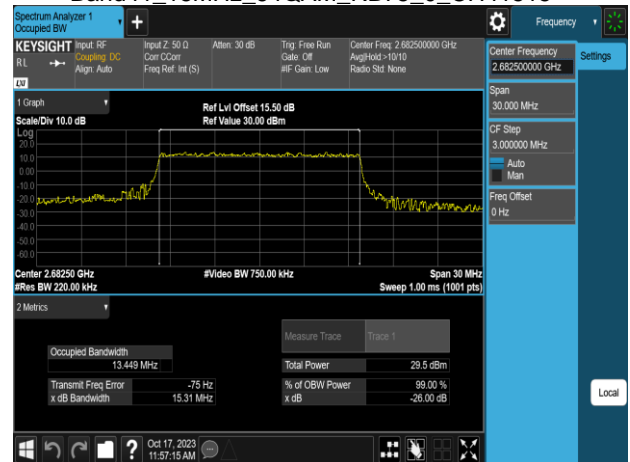 Spectrum Analyzer 1
Occupied BW
Frequency
KEYSIGHT
RL
LXI
Input: RF
Coupling: DC
Align: Auto
Input Z: 50 Ω
Corr CCorr
Freq Ref: Int (S)
Atten: 30 dB
Trig: Free Run
Gate: Off
#IF Gain: Low
Center Freq: 2.682500000 GHz
Avg|Hold:>10/10
Radio Std: None
Center Frequency
2.682500000 GHz
Settings
Span
30.000 MHz
CF Step
3.000000 MHz
Auto
Man
Freq Offset
0 Hz
1 Graph
Scale/Div 10.0 dB
Ref Lvl Offset 15.50 dB
Ref Value 30.00 dBm
Log
20.0
10.0
0.00
-10.0
-20.0
-30.0
-40.0
-50.0
-60.0
Center 2.68250 GHz
#Video BW 750.00 kHz
Span 30 MHz
#Res BW 220.00 kHz
Sweep 1.00 ms (1001 pts)
2 Metrics
Measure Trace
Trace 1
Occupied Bandwidth
13.449 MHz
Total Power
29.5 dBm
Transmit Freq Error
-75 Hz
% of OBW Power
99.00 %
x dB Bandwidth
15.31 MHz
x dB
-26.00 dB
Local
Oct 17, 2023
11:57:15 AM